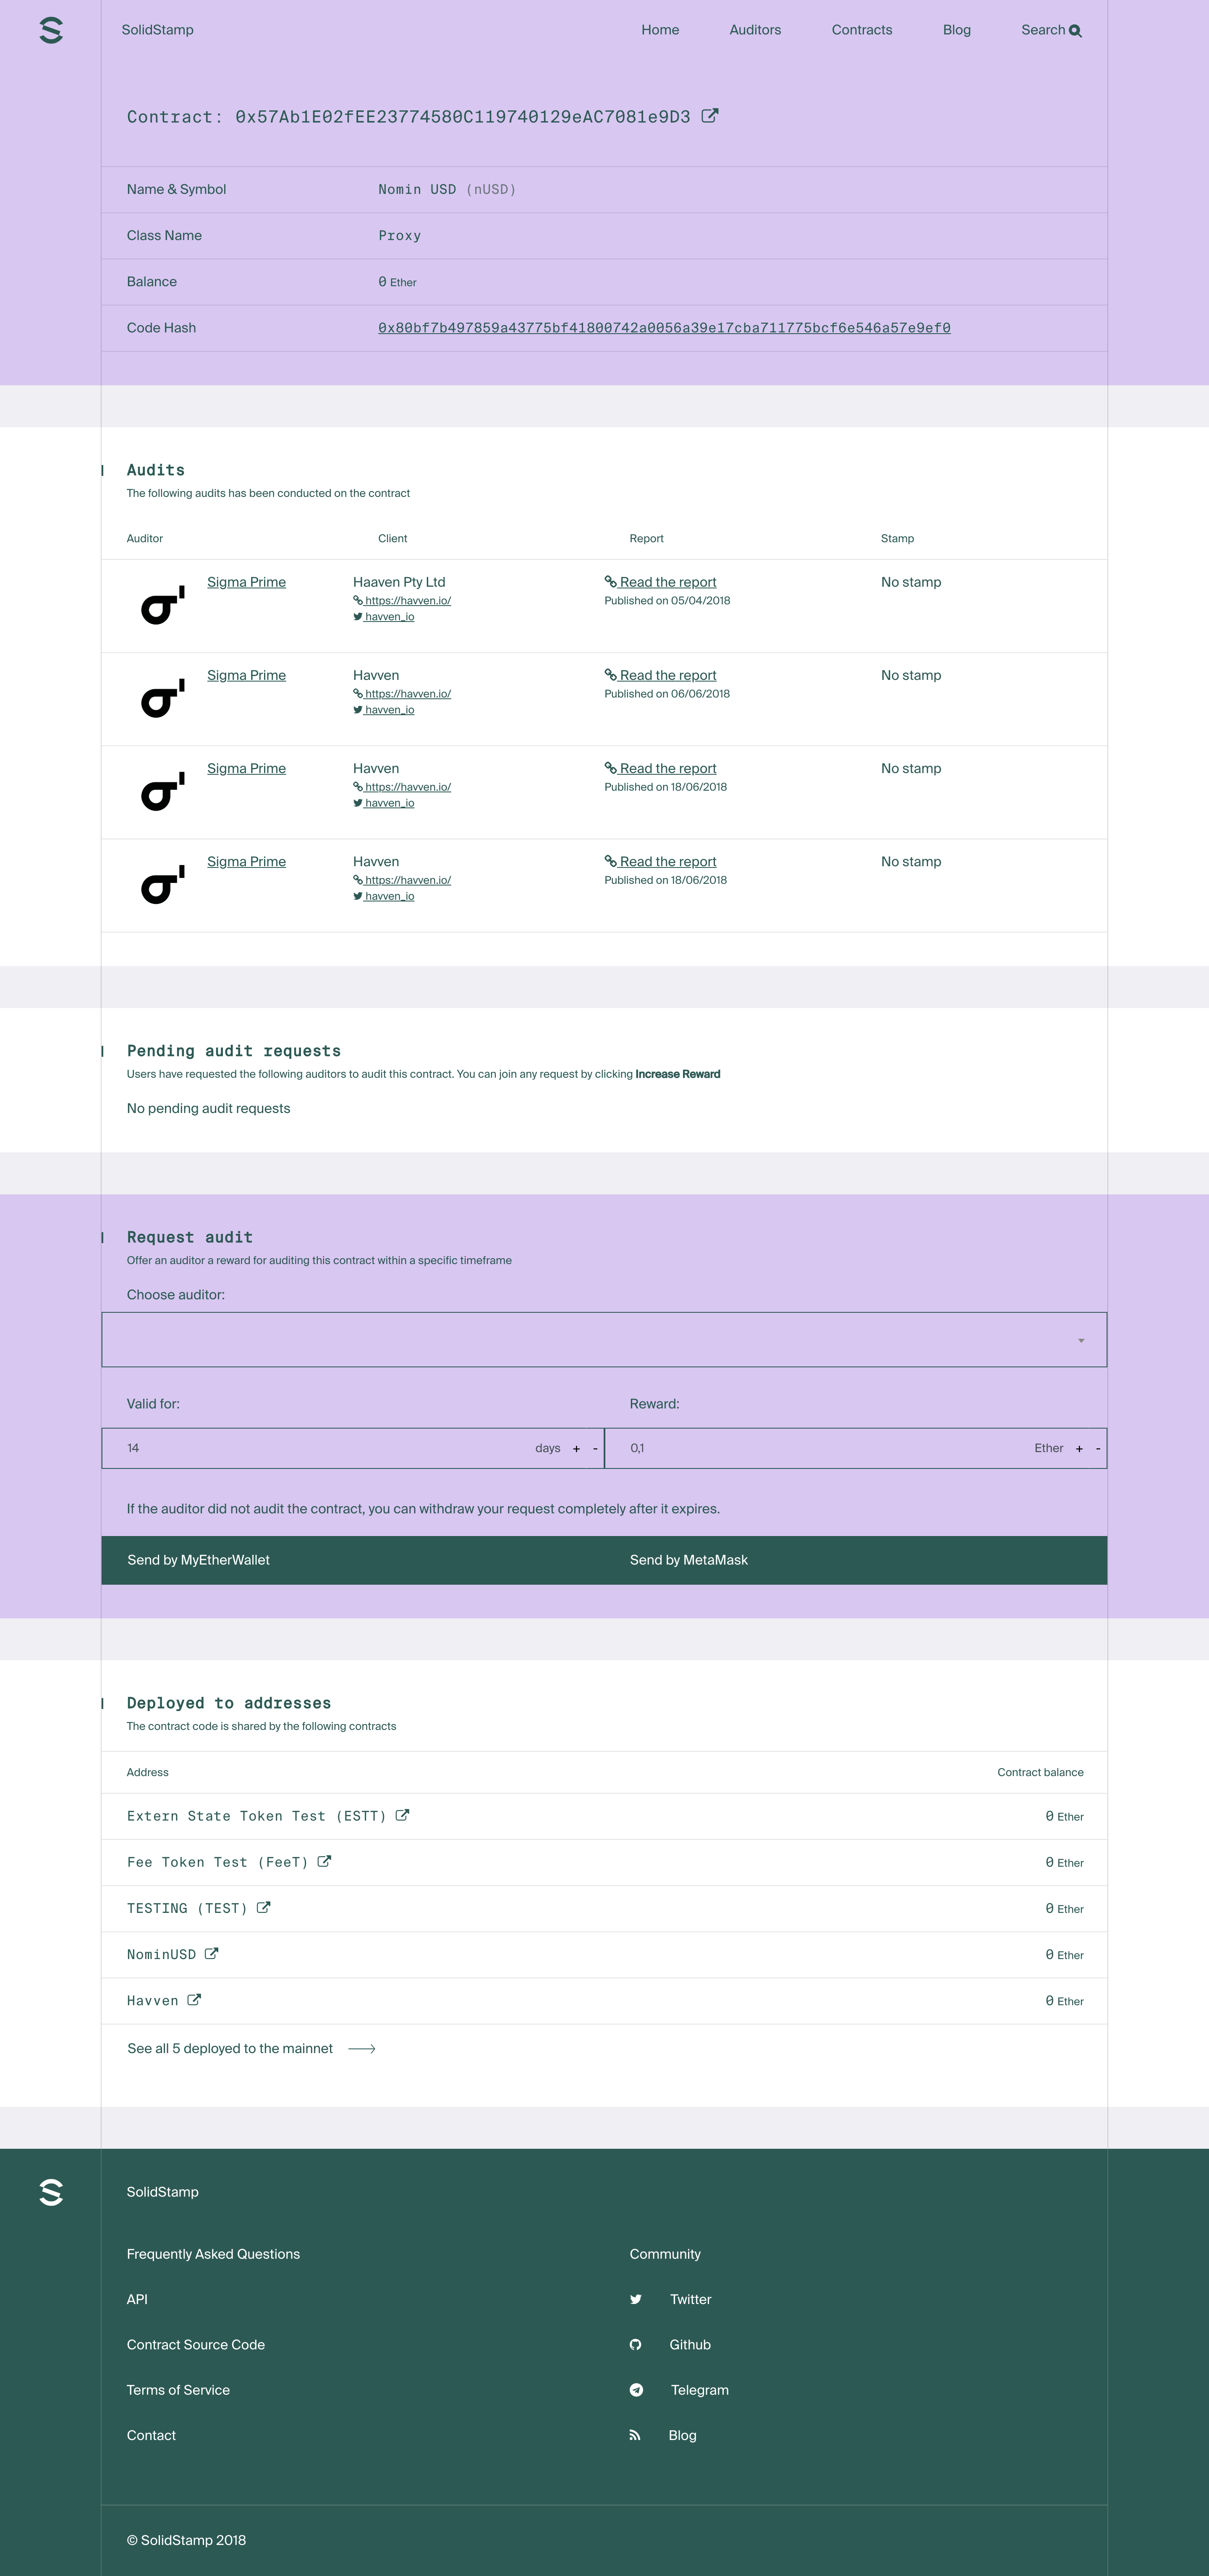 SolidStamp Home Auditors Contracts Blog Search
Contract: 0x57Ab1E02fEE23774580C119740129eAC7081e9D3
Name & Symbol Nomin USD (nUSD)
Class Name Proxy
Balance 0 Ether
Code Hash 0x80bf7b497859a43775bf41800742a0056a39e17cba711775bcf6e546a57e9ef0
Audits
The following audits has been conducted on the contract
Auditor Client Report Stamp
Sigma Prime Haaven Pty Ltd Read the report No stamp
https://havven.io/ Published on 05/04/2018
havven_io
Sigma Prime Havven Read the report No stamp
https://havven.io/ Published on 06/06/2018
havven_io
Sigma Prime Havven Read the report No stamp
https://havven.io/ Published on 18/06/2018
havven_io
Sigma Prime Havven Read the report No stamp
https://havven.io/ Published on 18/06/2018
havven_io
Pending audit requests
Users have requested the following auditors to audit this contract. You can join any request by clicking Increase Reward
No pending audit requests
Request audit
Offer an auditor a reward for auditing this contract within a specific timeframe
Choose auditor:
Valid for: Reward:
14 days + - 0,1 Ether + -
If the auditor did not audit the contract, you can withdraw your request completely after it expires.
Send by MyEtherWallet Send by MetaMask
Deployed to addresses
The contract code is shared by the following contracts
Address Contract balance
Extern State Token Test (ESTT) 0 Ether
Fee Token Test (FeeT) 0 Ether
TESTING (TEST) 0 Ether
NominUSD 0 Ether
Havven 0 Ether
See all 5 deployed to the mainnet
SolidStamp
Frequently Asked Questions Community
API Twitter
Contract Source Code Github
Terms of Service Telegram
Contact Blog
© SolidStamp 2018